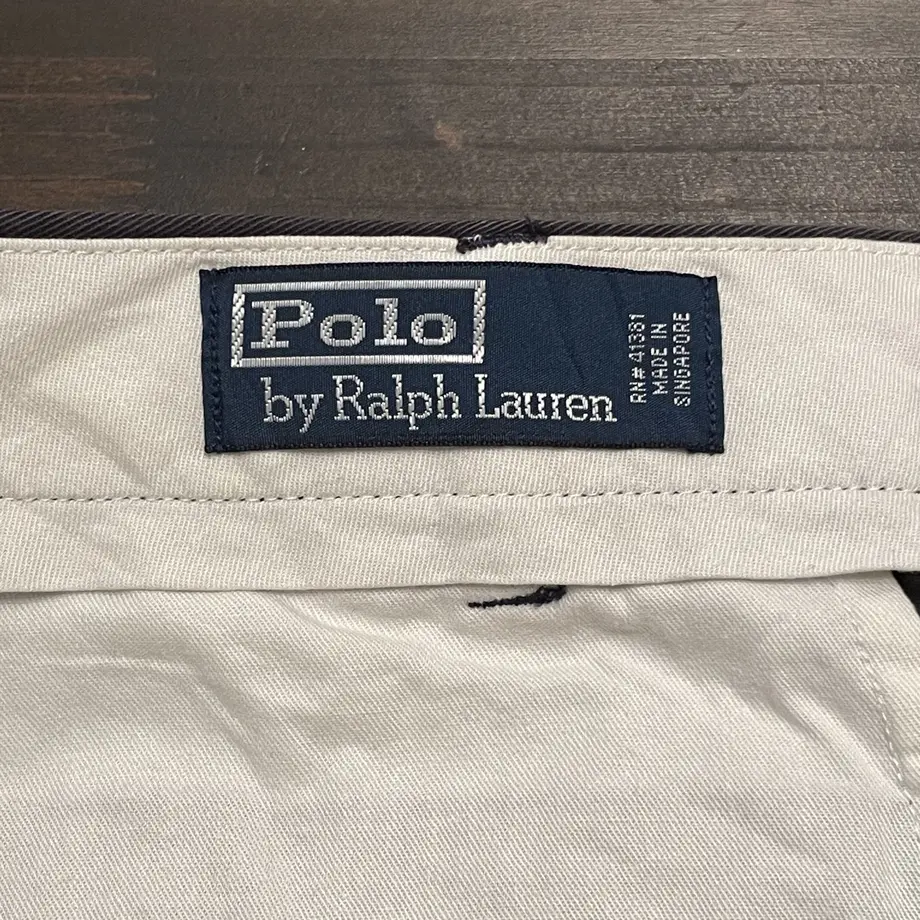 Polo
by Ralph Lauren
RN#41381
MADE IN
SINGAPORE